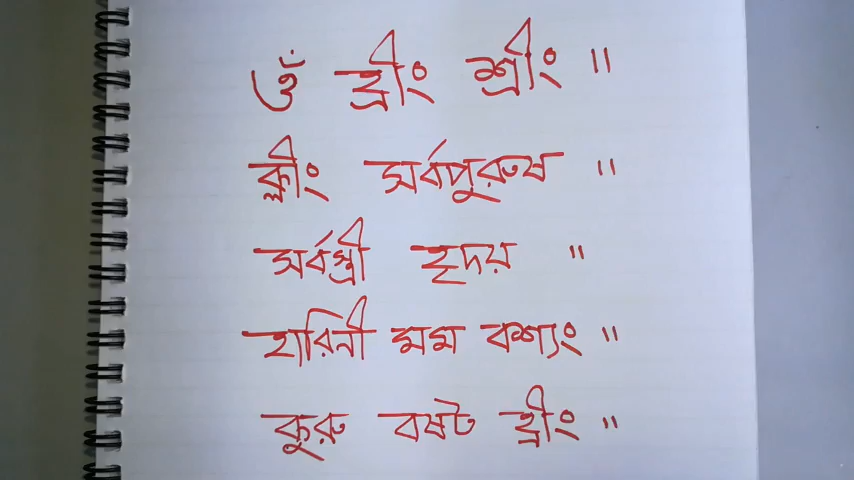 ওঁ হ্রীং শ্রীং ॥
ক্লীং সর্বপুরুষ ॥
সর্বস্ত্রী হৃদয় ॥
হারিনী মম বশ্যং ॥
কুরু বষট হ্রীং ॥